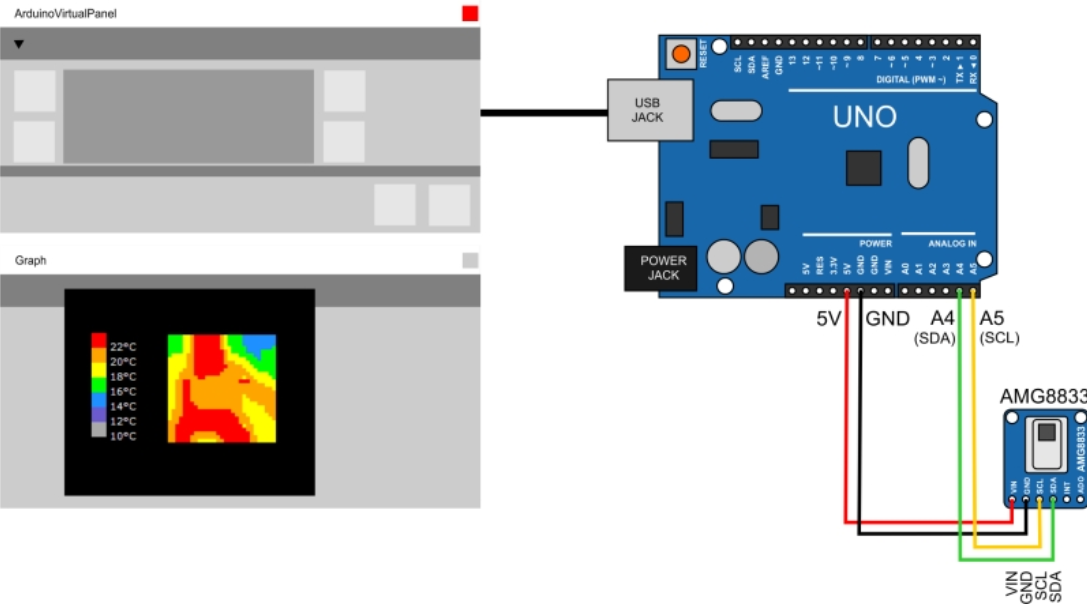 ArduinoVirtualPanel
▼
Graph
22°C
20°C
18°C
16°C
14°C
12°C
10°C
USB
JACK
RESET
SCL
SDA
AREF
GND
13
12
~11
~10
~9
8
7
~6
~5
4
~3
2
TX ▶ 1
RX ◀ 0
DIGITAL (PWM ~)
UNO
POWER
JACK
POWER
ANALOG IN
5V
RES
3.3V
5V
GND
GND
VIN
A0
A1
A2
A3
A4
A5
5V
GND
A4
(SDA)
A5
(SCL)
AMG8833
AMG8833
VIN
GND
SCL
SDA
INT
ADO
VIN
GND
SCL
SDA